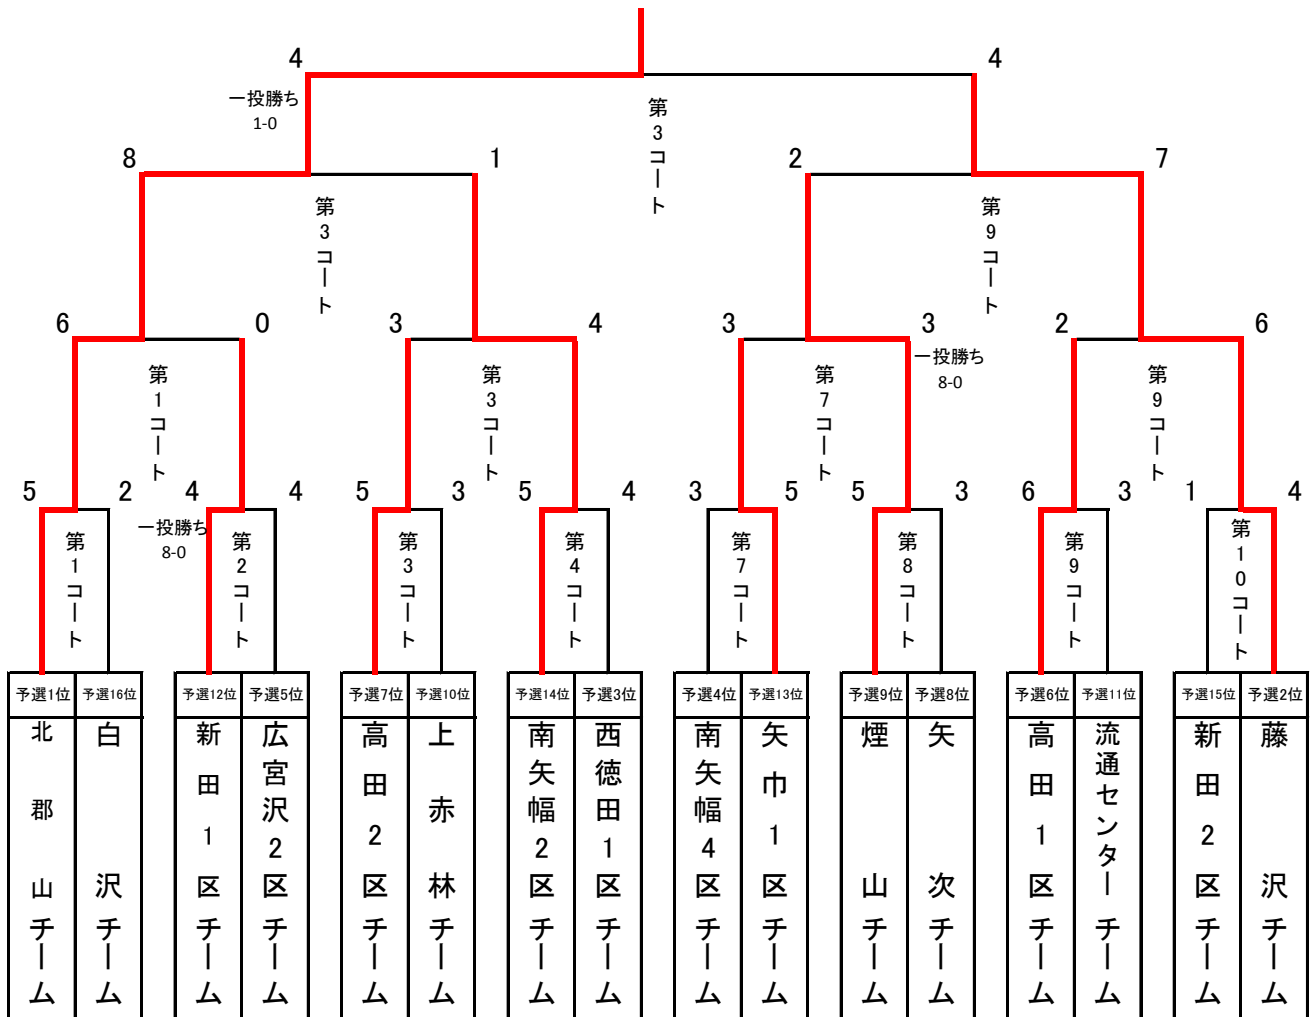 4 4
一投勝ち
1-0
第3コート
8 1 2 7
第3コート 第9コート
6 0 3 4 3 3 2 6
一投勝ち
8-0
第1コート 第3コート 第7コート 第9コート
5 2 4 4 5 3 5 4 3 5 5 3 6 3 1 4
一投勝ち
8-0
第1コート 第2コート 第3コート 第4コート 第7コート 第8コート 第9コート 第10コート
予選1位 予選16位 予選12位 予選5位 予選7位 予選10位 予選14位 予選3位 予選4位 予選13位 予選9位 予選8位 予選6位 予選11位 予選15位 予選2位
北郡山チーム
白沢チーム
新田1区チーム
広宮沢2区チーム
高田2区チーム
上赤林チーム
南矢幅2区チーム
西徳田1区チーム
南矢幅4区チーム
矢巾1区チーム
煙山チーム
矢次チーム
高田1区チーム
流通センターチーム
新田2区チーム
藤沢チーム